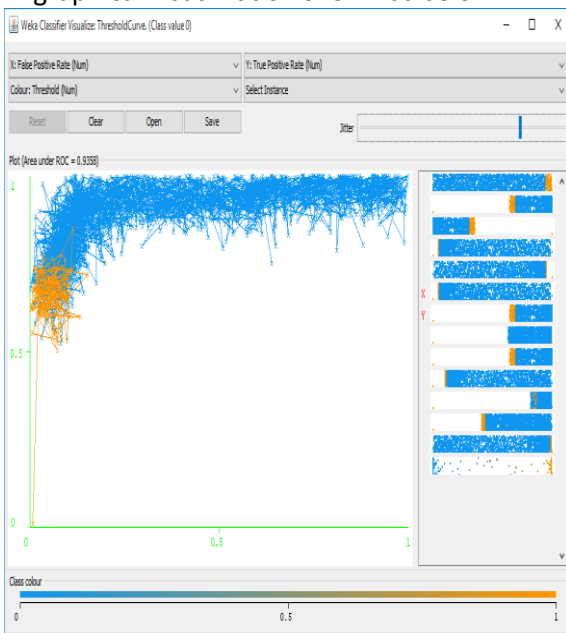 Weka Classifier Visualize: ThresholdCurve. (Class value 0)
X: False Positive Rate (Num) Y: True Positive Rate (Num)
Colour: Threshold (Num) Select Instance
Reset Clear Open Save Jitter
Plot (Area under ROC = 0.9358)
1
X
Y
0.5
0
0 0.5 1
Class colour
0 0.5 1